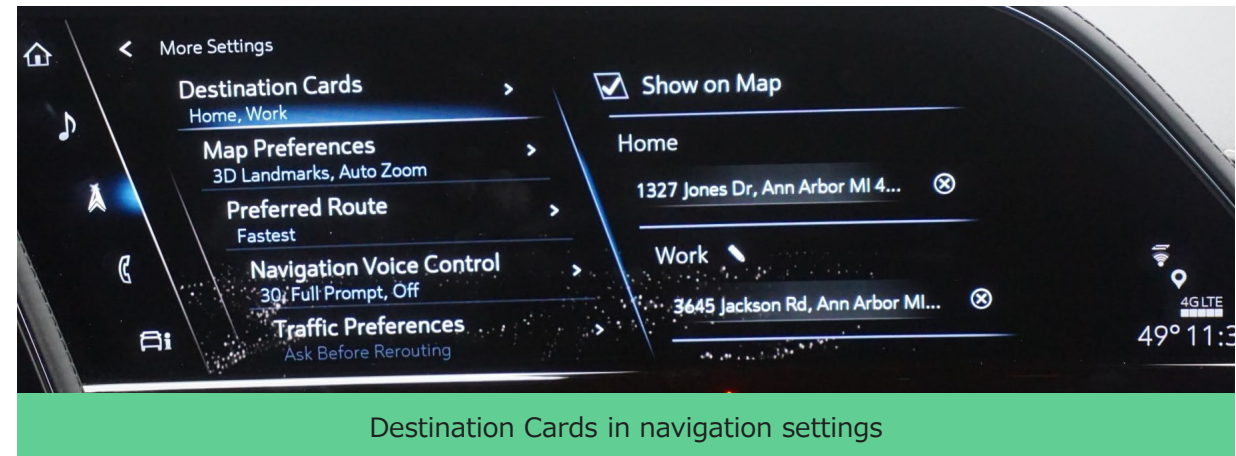 More Settings
Destination Cards
Home, Work
Map Preferences
3D Landmarks, Auto Zoom
Preferred Route
Fastest
Navigation Voice Control
30, Full Prompt, Off
Traffic Preferences
Ask Before Rerouting
Show on Map
Home
1327 Jones Dr, Ann Arbor MI 4...
Work
3645 Jackson Rd, Ann Arbor MI...
4G LTE
49° 11:3
Destination Cards in navigation settings